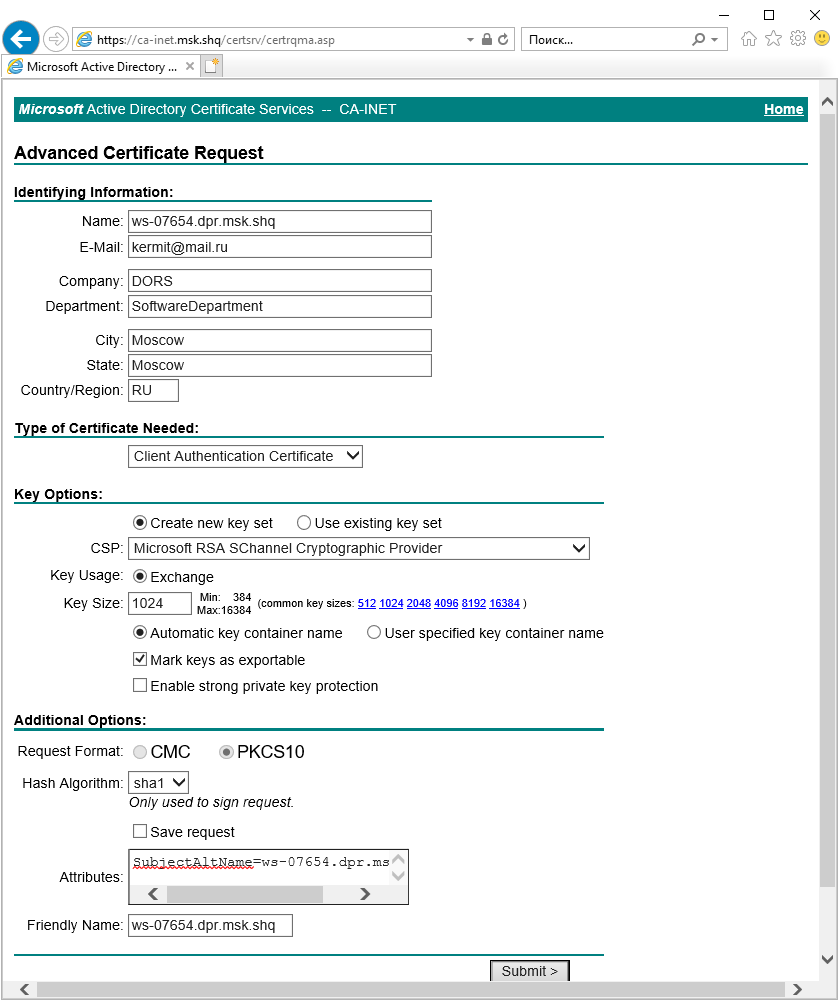 https://ca-inet.msk.shq/certsrv/certrqma.asp
Поиск...
Microsoft Active Directory ...
Microsoft Active Directory Certificate Services -- CA-INET Home
Advanced Certificate Request
Identifying Information:
Name: ws-07654.dpr.msk.shq
E-Mail: kermit@mail.ru
Company: DORS
Department: SoftwareDepartment
City: Moscow
State: Moscow
Country/Region: RU
Type of Certificate Needed:
Client Authentication Certificate
Key Options:
Create new key set Use existing key set
CSP: Microsoft RSA SChannel Cryptographic Provider
Key Usage: Exchange
Key Size: 1024 Min: 384 (common key sizes: 512 1024 2048 4096 8192 16384 )
Max:16384
Automatic key container name User specified key container name
Mark keys as exportable
Enable strong private key protection
Additional Options:
Request Format: CMC PKCS10
Hash Algorithm: sha1
Only used to sign request.
Save request
Attributes: SubjectAltName=ws-07654.dpr.ms
Friendly Name: ws-07654.dpr.msk.shq
Submit >